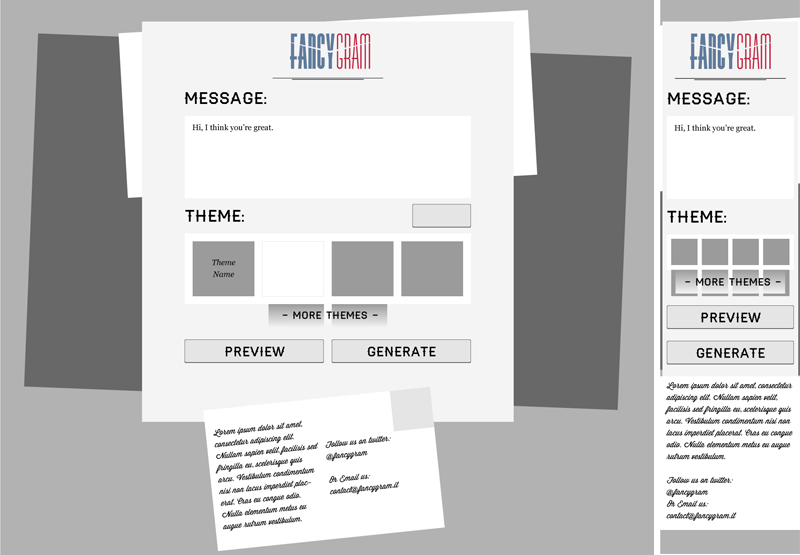 FANCYGRAM
MESSAGE:
Hi, I think you're great.
THEME:
Theme
Name
– MORE THEMES –
PREVIEW
GENERATE
Lorem ipsum dolor sit amet,
consectetur adipiscing elit.
Nullam sapien velit, facilisis sed
fringilla eu, scelerisque quis
arcu. Vestibulum condimentum
nisi non lacus imperdiet plac-
erat. Cras eu congue odio.
Nulla elementum metus eu
augue rutrum vestibulum.
Follow us on twitter:
@fancygram
Or Email us:
contact@fancygram.it
FANCYGRAM
MESSAGE:
Hi, I think you're great.
THEME:
– MORE THEMES –
PREVIEW
GENERATE
Lorem ipsum dolor sit amet, consectetur
adipiscing elit. Nullam sapien velit,
facilisis sed fringilla eu, scelerisque quis
arcu. Vestibulum condimentum nisi non
lacus imperdiet placerat. Cras eu congue
odio. Nulla elementum metus eu augue
rutrum vestibulum.
Follow us on twitter:
@fancygram
Or Email us:
contact@fancygram.it